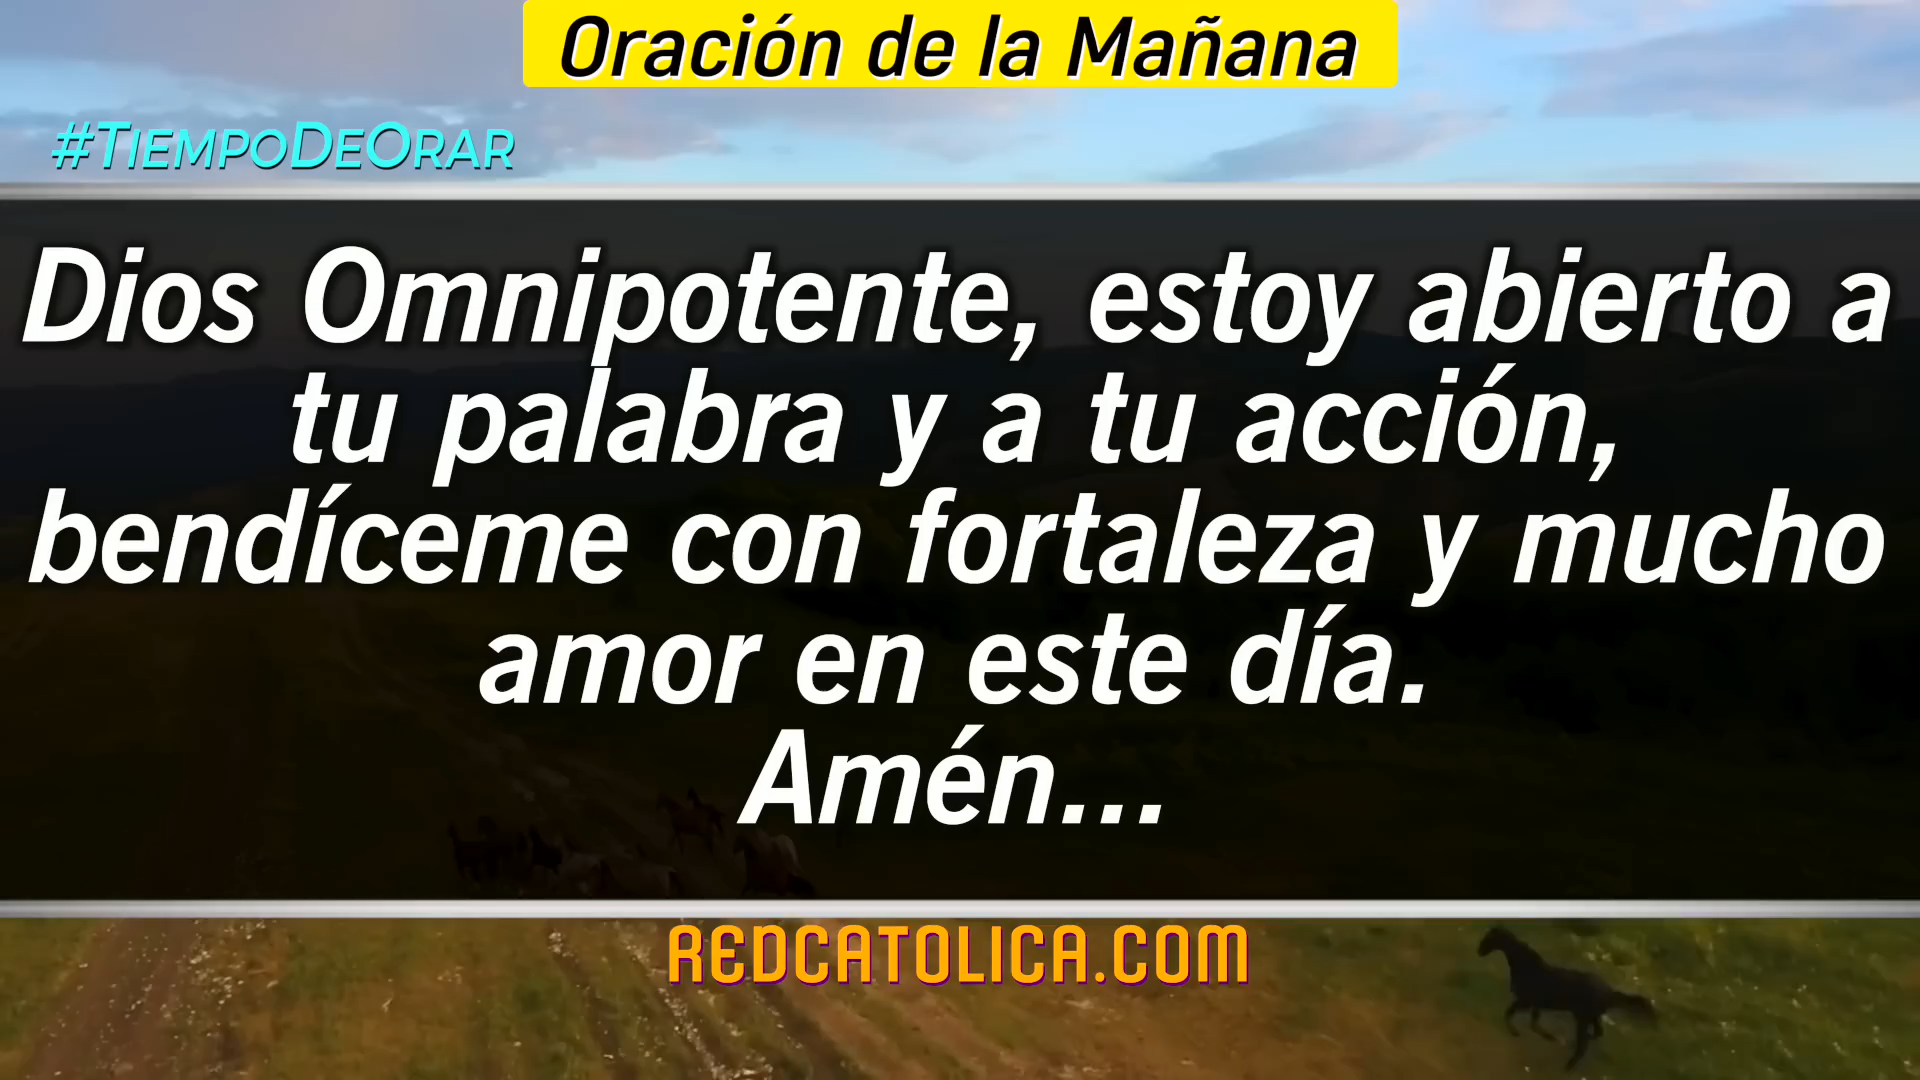 Oración de la Mañana
#TiempoDeOrar
Dios Omnipotente, estoy abierto a
tu palabra y a tu acción,
bendíceme con fortaleza y mucho
amor en este día.
Amén...
REDCATOLICA.COM